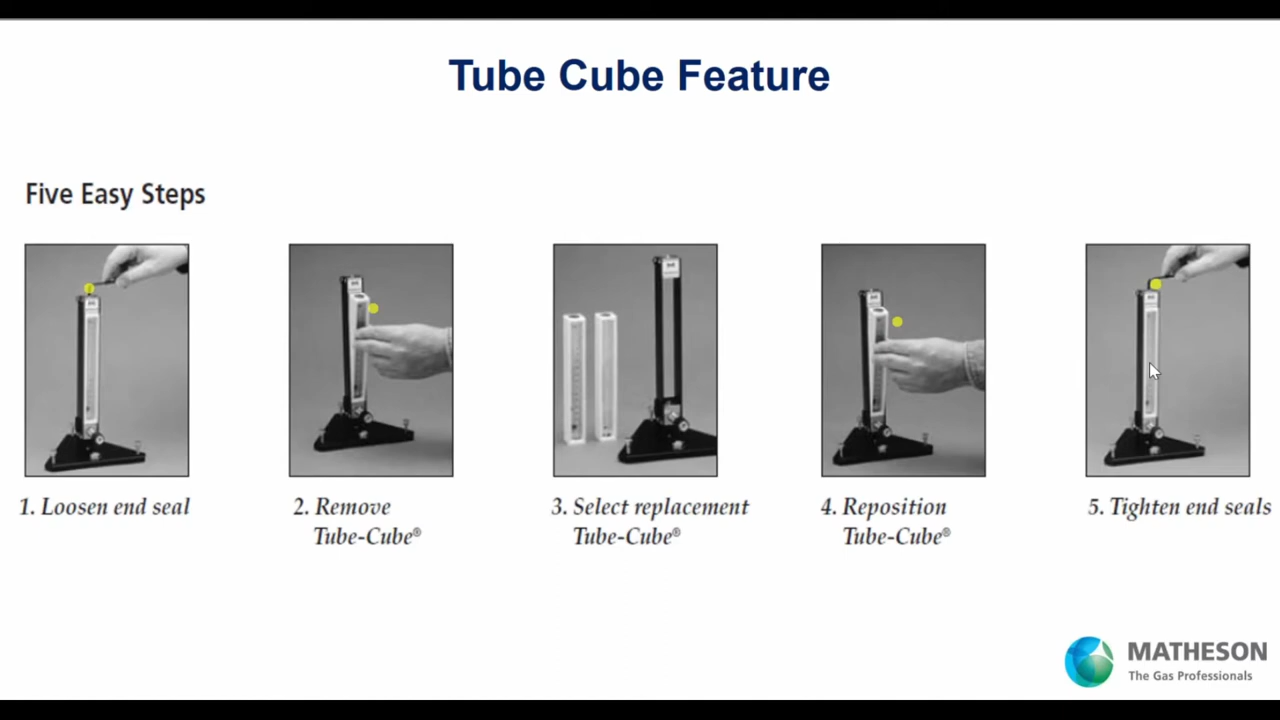 Tube Cube Feature
Five Easy Steps
1. Loosen end seal
2. Remove
Tube-Cube®
3. Select replacement
Tube-Cube®
4. Reposition
Tube-Cube®
5. Tighten end seals
MATHESON
The Gas Professionals